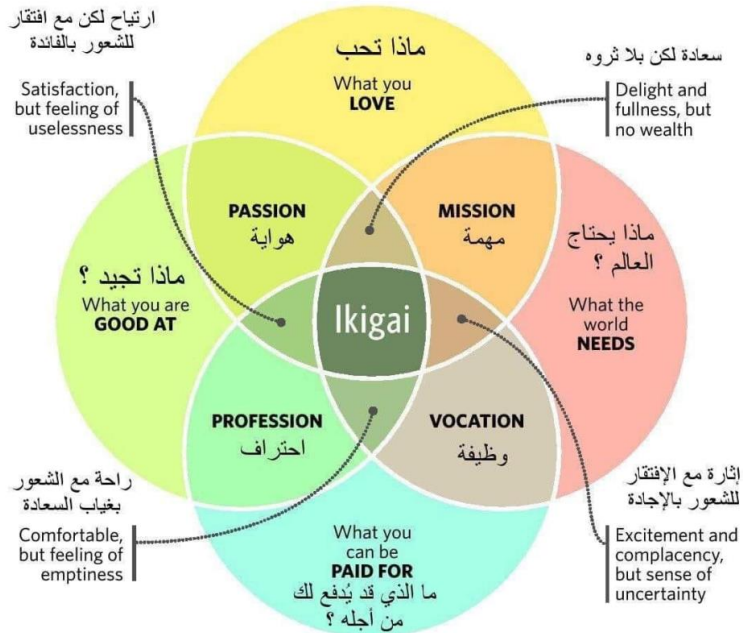 ارتياح لكن مع افتقار
للشعور بالفائدة
Satisfaction,
but feeling of
uselessness
ماذا تحب
What you
LOVE
سعادة لكن بلا ثروه
Delight and
fullness, but
no wealth
PASSION
هواية
MISSION
مهمة
ماذا تجيد ؟
What you are
GOOD AT
Ikigai
ماذا يحتاج
العالم ؟
What the
world
NEEDS
PROFESSION
احتراف
VOCATION
وظيفة
راحة مع الشعور
بغياب السعادة
Comfortable,
but feeling of
emptiness
What you
can be
PAID FOR
ما الذي قد يُدفع لك
من أجله ؟
إثارة مع الإفتقار
للشعور بالإجادة
Excitement and
complacency,
but sense of
uncertainty